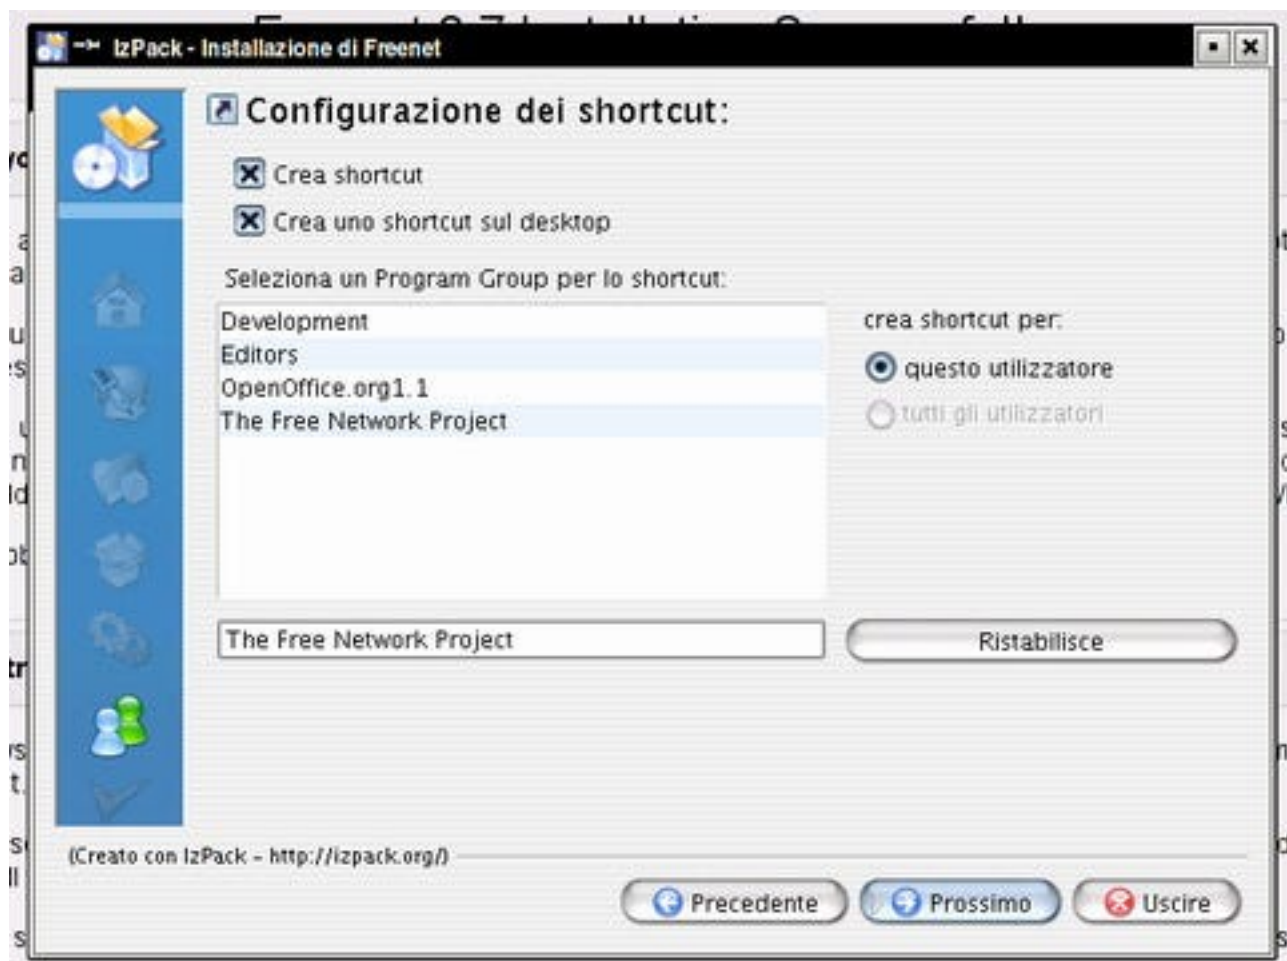 IzPack - Installazione di Freenet
Configurazione dei shortcut:
Crea shortcut
Crea uno shortcut sul desktop
Seleziona un Program Group per lo shortcut:
Development
Editors
OpenOffice.org1.1
The Free Network Project
crea shortcut per:
questo utilizzatore
tutti gli utilizzatori
The Free Network Project
Ristabilisce
(Creato con IzPack - http://izpack.org/)
Precedente
Prossimo
Uscire